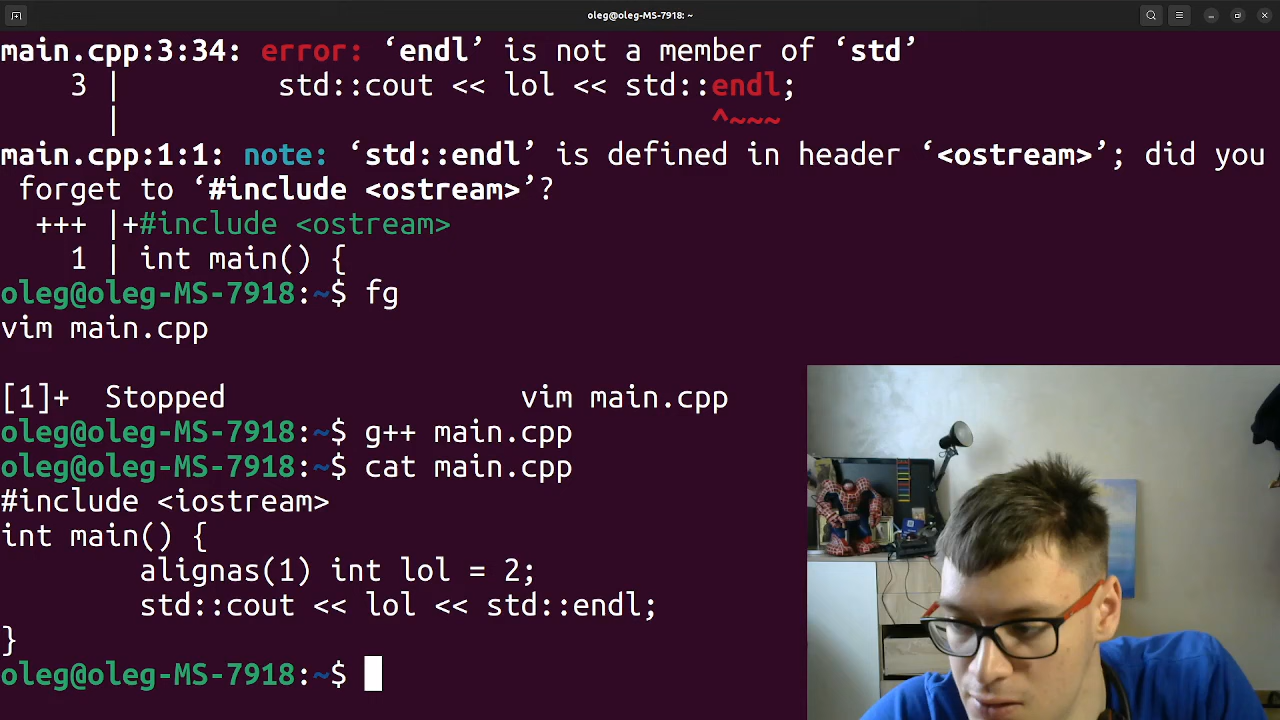 oleg@oleg-MS-7918: ~
main.cpp:3:34: error: ‘endl’ is not a member of ‘std’
3 | std::cout << lol << std::endl;
| ^~~~
main.cpp:1:1: note: ‘std::endl’ is defined in header ‘<ostream>’; did you
forget to ‘#include <ostream>’?
+++ |+#include <ostream>
1 | int main() {
oleg@oleg-MS-7918:~$ fg
vim main.cpp
[1]+ Stopped vim main.cpp
oleg@oleg-MS-7918:~$ g++ main.cpp
oleg@oleg-MS-7918:~$ cat main.cpp
#include <iostream>
int main() {
alignas(1) int lol = 2;
std::cout << lol << std::endl;
}
oleg@oleg-MS-7918:~$